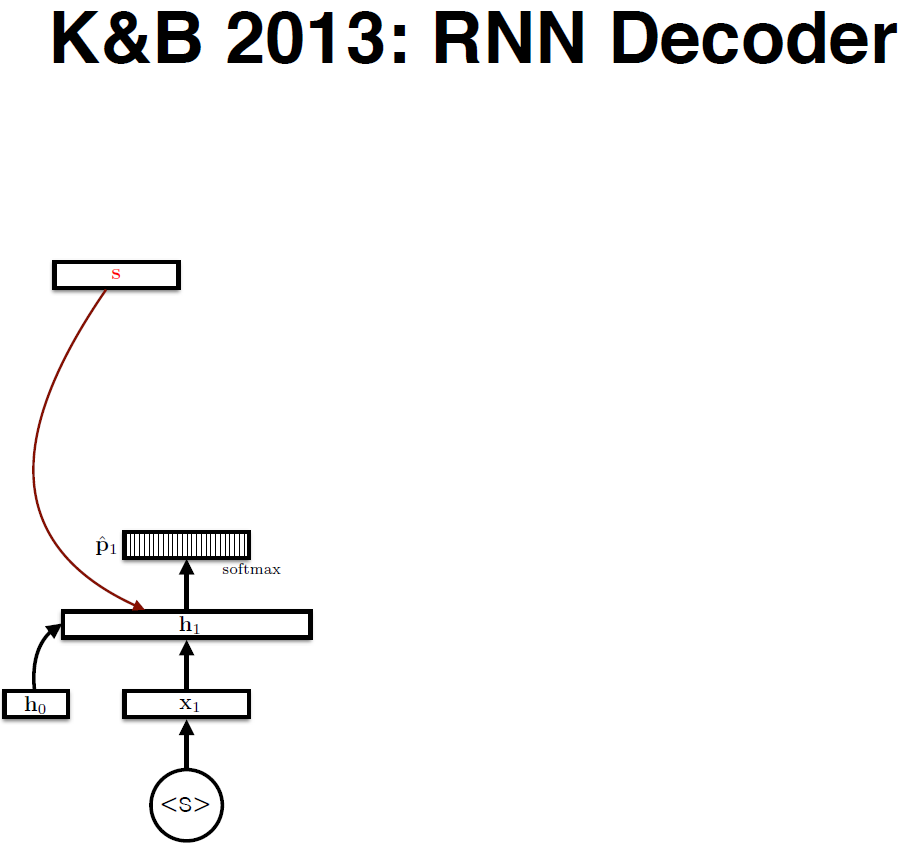 K&B 2013: RNN Decoder
s
p̂₁
softmax
h₁
h₀
x₁
<s>